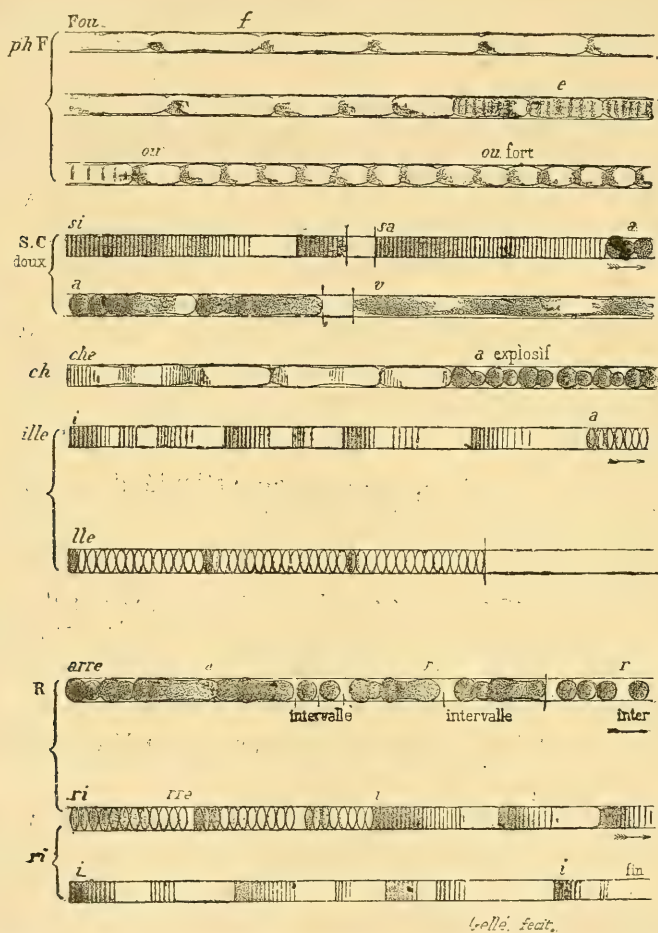 Fou f
ph F
e
ou ou fort
si sa a
S.C
doux
a v
che a explosif
ch
i a
ille
lle
arre a r r
R
intervalle intervalle inter
ri rre i
ri
i i fin
Gellé fecit.